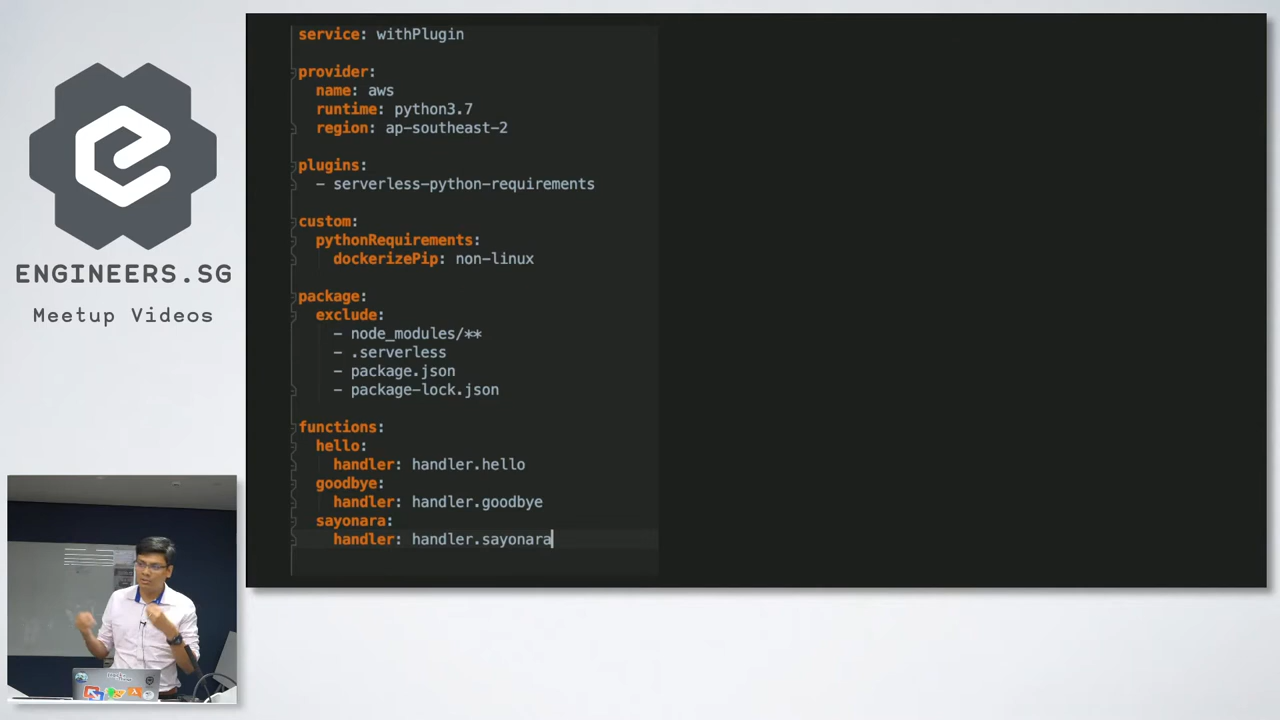 ENGINEERS.SG
Meetup Videos
service: withPlugin
provider:
name: aws
runtime: python3.7
region: ap-southeast-2
plugins:
- serverless-python-requirements
custom:
pythonRequirements:
dockerizePip: non-linux
package:
exclude:
- node_modules/**
- .serverless
- package.json
- package-lock.json
functions:
hello:
handler: handler.hello
goodbye:
handler: handler.goodbye
sayonara:
handler: handler.sayonara